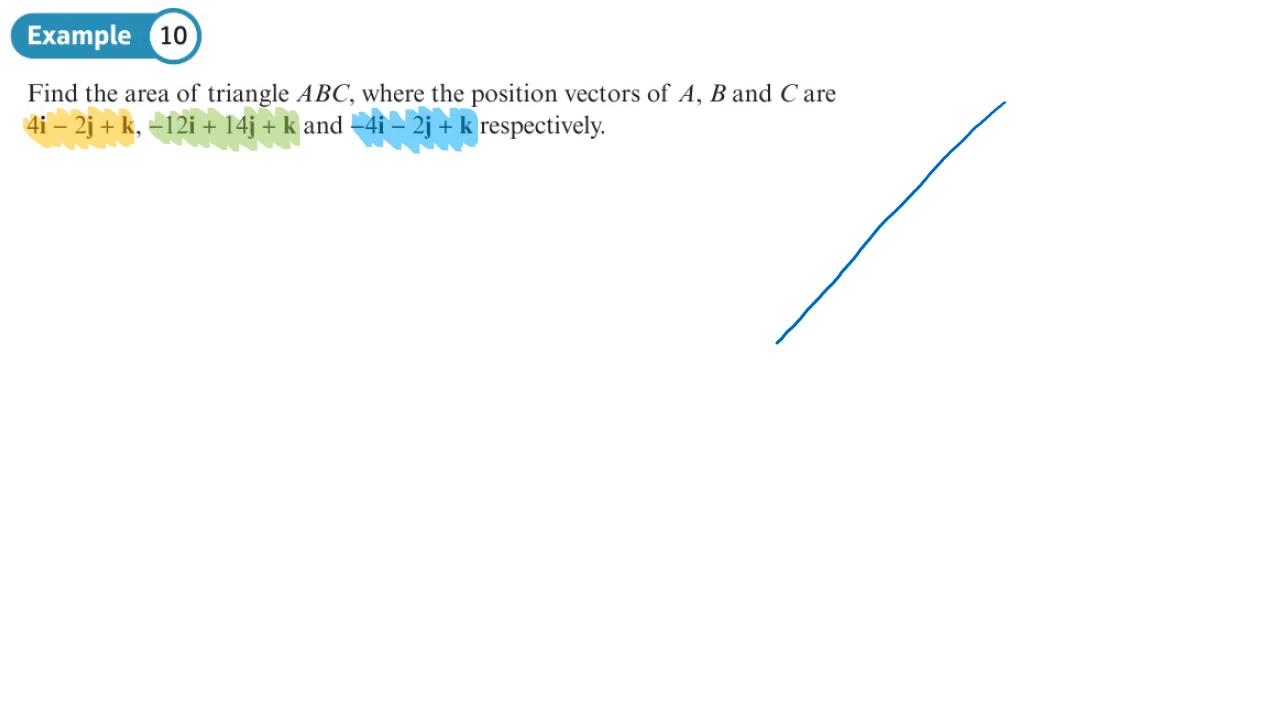 Example 10
Find the area of triangle ABC, where the position vectors of A, B and C are
4i − 2j + k, −12i + 14j + k and −4i − 2j + k respectively.